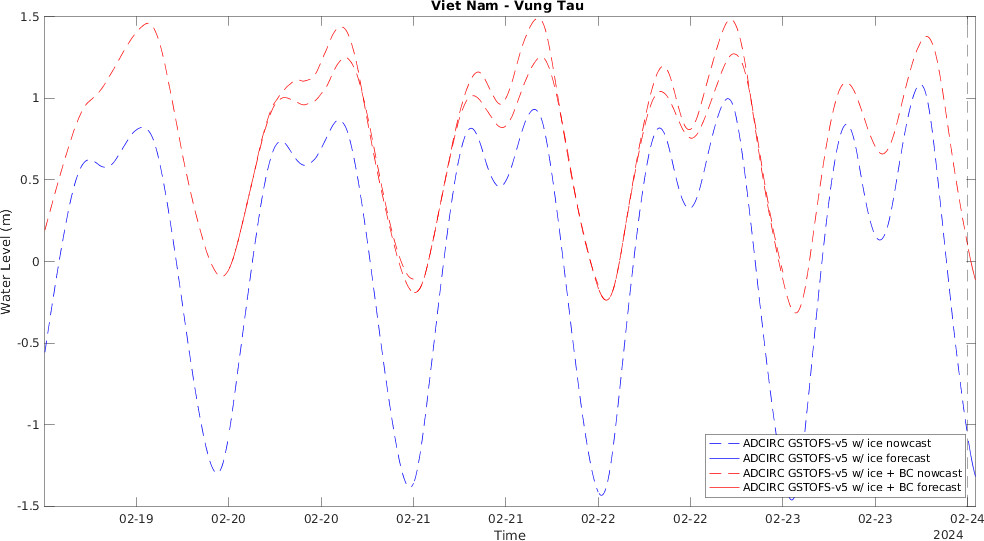 Viet Nam - Vung Tau
1.5
1
0.5
0
-0.5
-1
-1.5
Water Level (m)
ADCIRC GSTOFS-v5 w/ ice nowcast
ADCIRC GSTOFS-v5 w/ ice forecast
ADCIRC GSTOFS-v5 w/ ice + BC nowcast
ADCIRC GSTOFS-v5 w/ ice + BC forecast
02-19 02-20 02-20 02-21 02-21 02-22 02-22 02-23 02-23 02-24
Time 2024